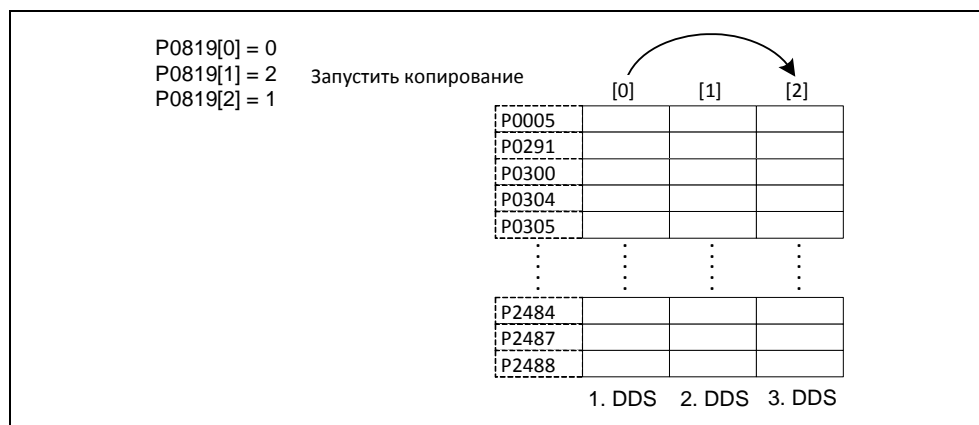 P0819[0] = 0
P0819[1] = 2
P0819[2] = 1
Запустить копирование
[0] [1] [2]
P0005
P0291
P0300
P0304
P0305
P2484
P2487
P2488
1. DDS 2. DDS 3. DDS